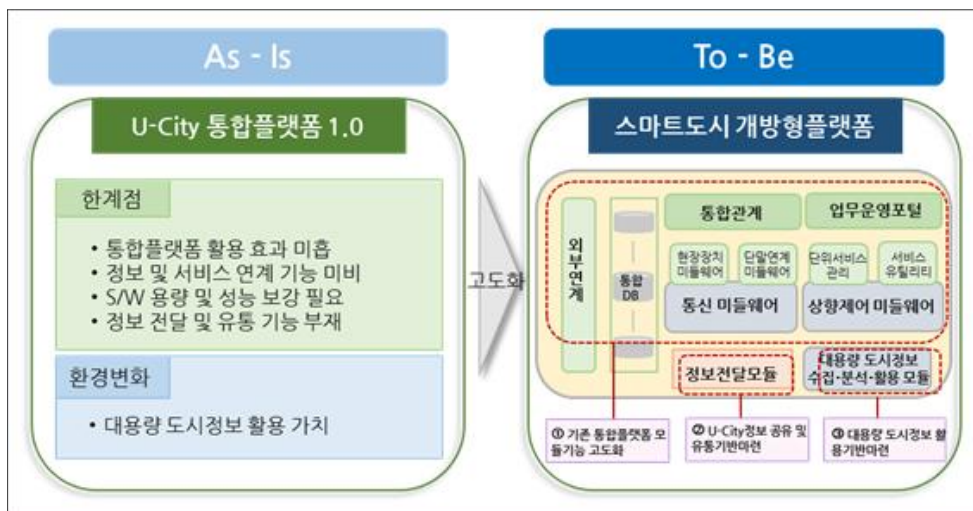 As - Is
U-City 통합플랫폼 1.0
한계점
• 통합플랫폼 활용 효과 미흡
• 정보 및 서비스 연계 기능 미비
• S/W 용량 및 성능 보강 필요
• 정보 전달 및 유통 기능 부재
환경변화
• 대용량 도시정보 활용 가치
고도화
To - Be
스마트도시 개방형플랫폼
외부연계
통합
DB
통합관계
업무운영포털
현장장치
미들웨어
단말연계
미들웨어
단위서비스
관리
서비스
유틸리티
통신 미들웨어
상향제어 미들웨어
정보전달모듈
대용량 도시정보
수집·분석·활용 모듈
① 기존 통합플랫폼 모
듈기능 고도화
② U-City정보 공유 및
유통기반마련
③ 대용량 도시정보 활
용기반마련